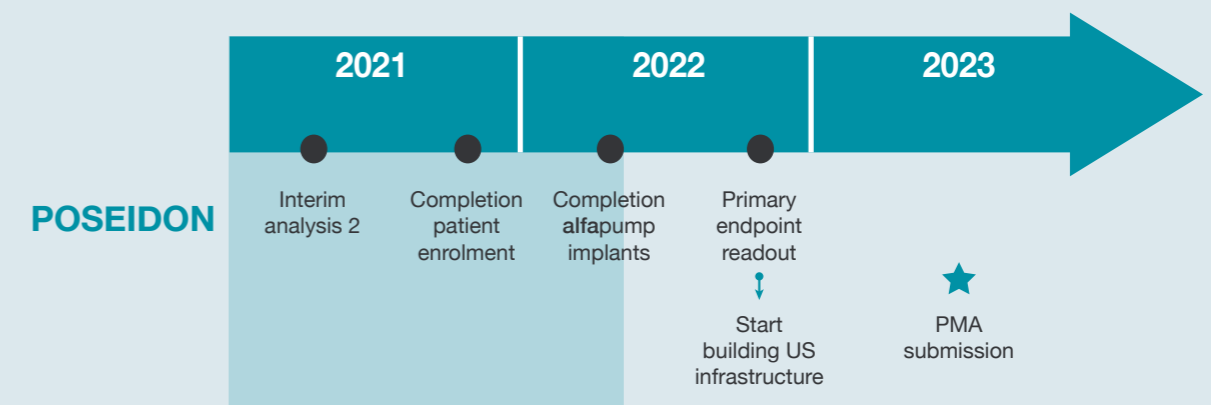 2021
2022
2023
POSEIDON
Interim
analysis 2
Completion
patient
enrolment
Completion
alfapump
implants
Primary
endpoint
readout
Start
building US
infrastructure
PMA
submission